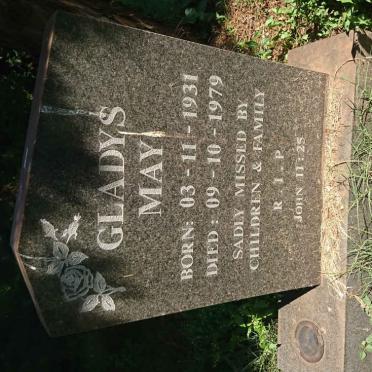 GLADYS
MAY
BORN: 03-11-1931
DIED: 09-10-1979
SADLY MISSED BY
CHILDREN & FAMILY
R I P
JOHN 11:25